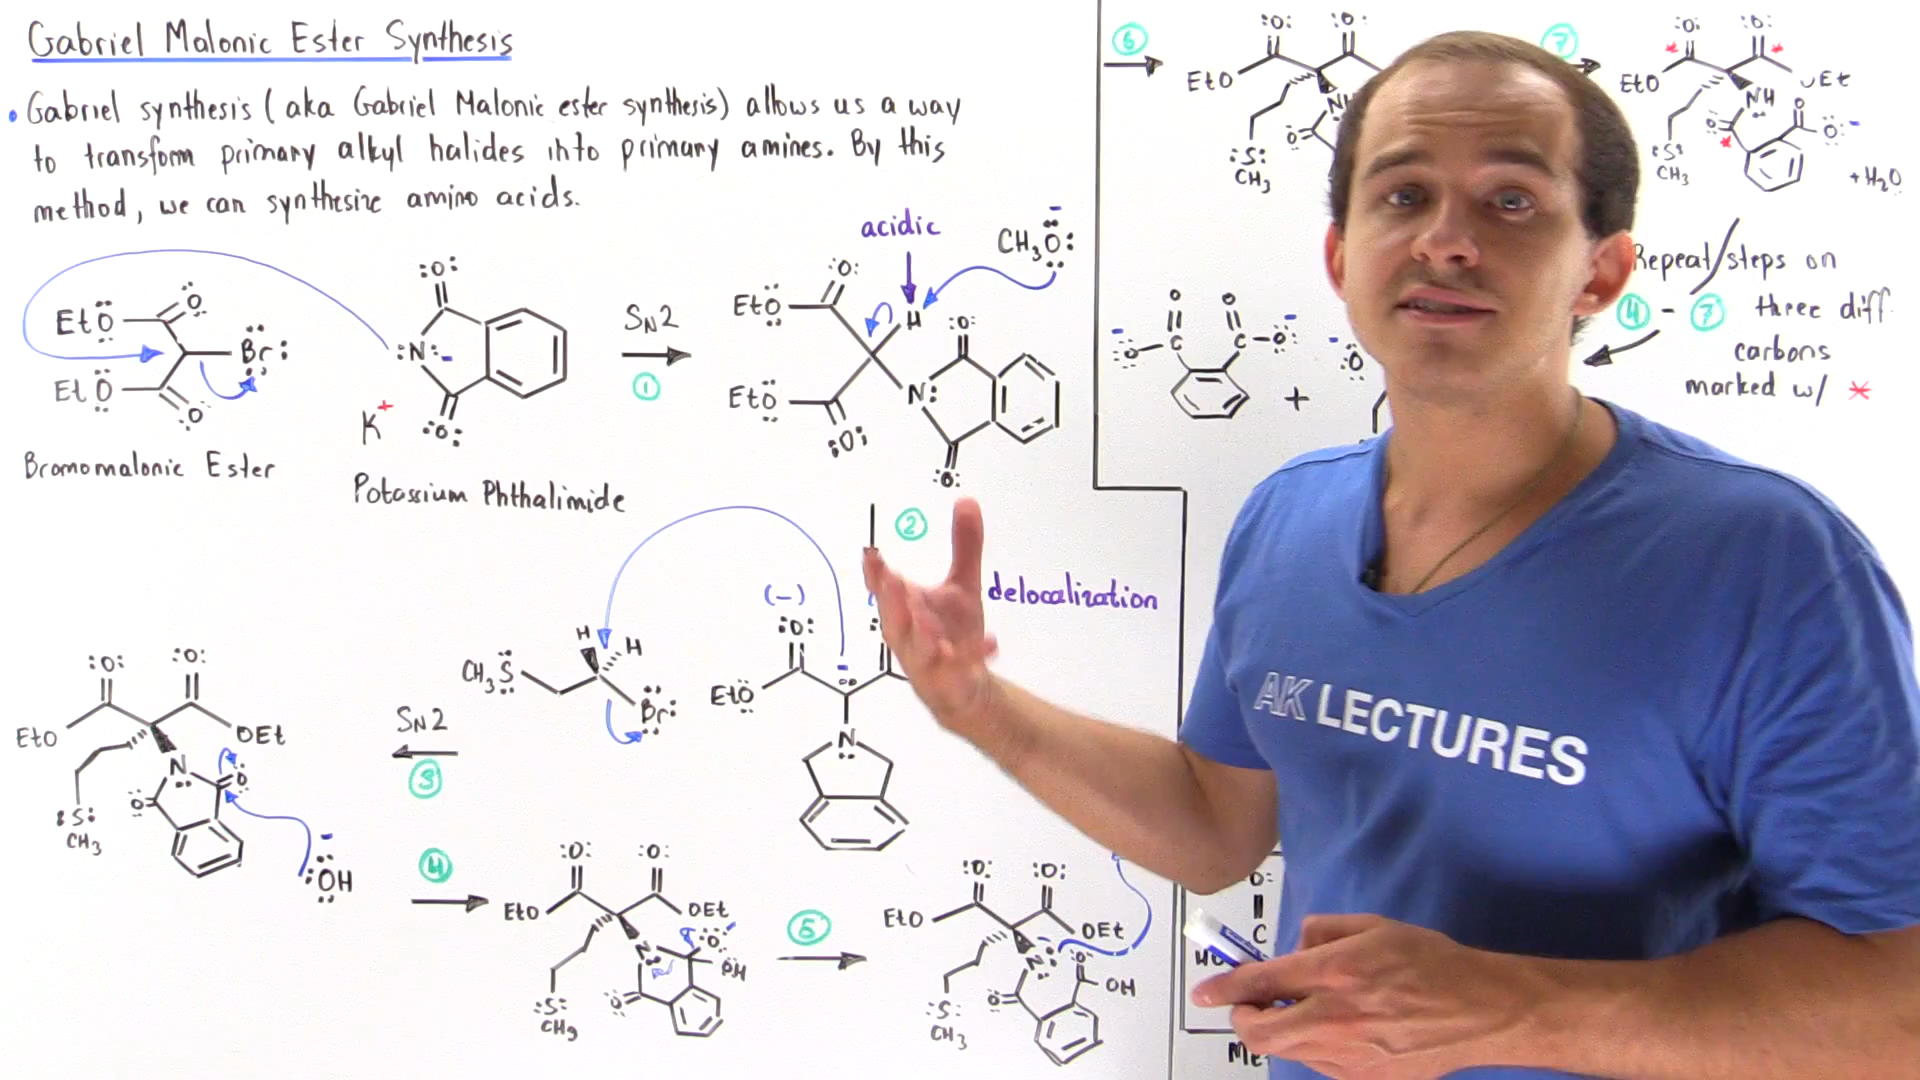 Gabriel Malonic Ester Synthesis
• Gabriel synthesis (aka Gabriel Malonic ester synthesis) allows us a way
to transform primary alkyl halides into primary amines. By this
method, we can synthesize amino acids.
EtO
O
Br
EtO
O
Bromomalonic Ester
:O:
:N:-
:O:
K+
Potassium Phthalimide
SN2
1
acidic
CH3O:-
EtO
:O:
H
:O:
EtO
:O:
N:
:O:
2
delocalization
(-)
:O:
EtO
-
N
H
H
CH3S
Br:
SN2
3
:O:
:O:
EtO
OEt
N
O
O
:S:
CH3
-
:OH
4
:O:
:O:
EtO
OEt
N
O
OH
O
:S:
CH3
5
:O:
:O:
EtO
OEt
N
O
O
OH
:S:
CH3
6
:O:
:O:
EtO
NH
O
:S:
CH3
7
:O:
:O:
EtO
OEt
NH
O
O
O:-
:S:
CH3
+ H2O
Repeat steps on
4 - 7 three diff.
carbons
marked w/ *
O
O
-O
C
C
-O:-
+
-
:O
O:
C
HO
Me
AK LECTURES